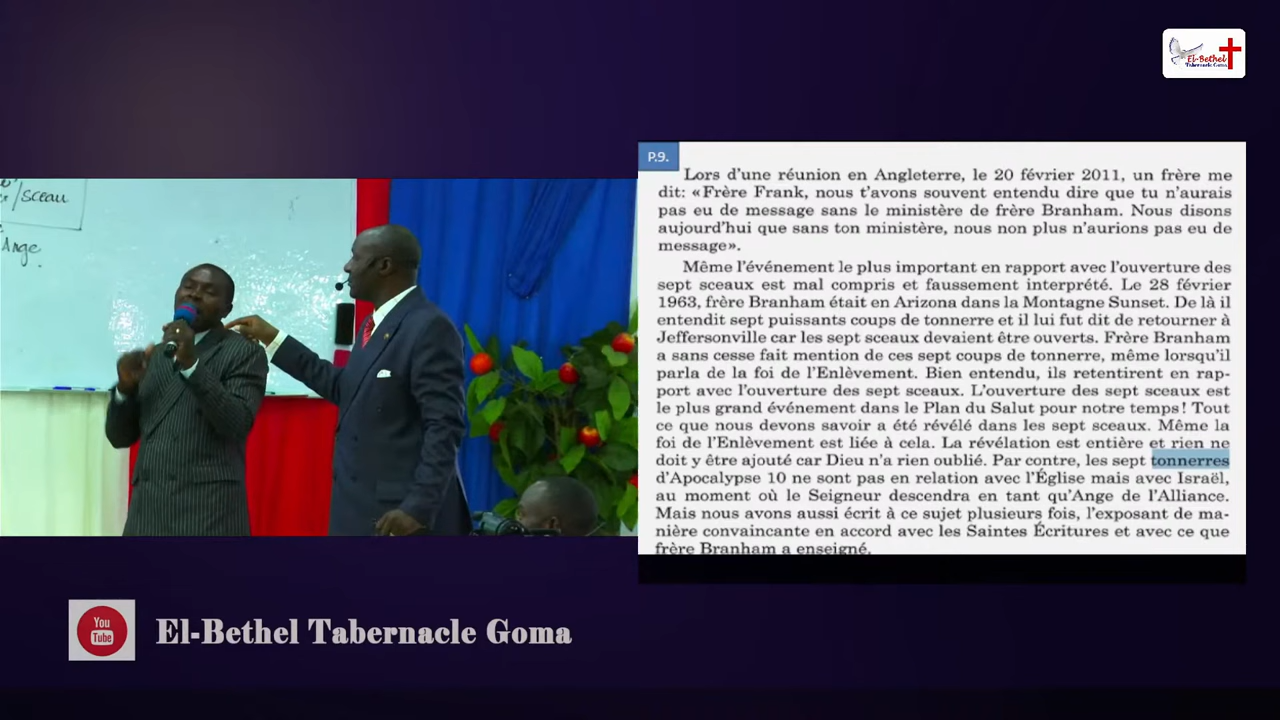 El-Bethel
Tabernacle Goma
/sceau
Ange
P.9.
Lors d'une réunion en Angleterre, le 20 février 2011, un frère me
dit: «Frère Frank, nous t'avons souvent entendu dire que tu n'aurais
pas eu de message sans le ministère de frère Branham. Nous disons
aujourd'hui que sans ton ministère, nous non plus n'aurions pas eu de
message».
Même l'événement le plus important en rapport avec l'ouverture des
sept sceaux est mal compris et faussement interprété. Le 28 février
1963, frère Branham était en Arizona dans la Montagne Sunset. De là il
entendit sept puissants coups de tonnerre et il lui fut dit de retourner à
Jeffersonville car les sept sceaux devaient être ouverts. Frère Branham
a sans cesse fait mention de ces sept coups de tonnerre, même lorsqu'il
parla de la foi de l'Enlèvement. Bien entendu, ils retentirent en rap-
port avec l'ouverture des sept sceaux. L'ouverture des sept sceaux est
le plus grand événement dans le Plan du Salut pour notre temps! Tout
ce que nous devons savoir a été révélé dans les sept sceaux. Même la
foi de l'Enlèvement est liée à cela. La révélation est entière et rien ne
doit y être ajouté car Dieu n'a rien oublié. Par contre, les sept tonnerres
d'Apocalypse 10 ne sont pas en relation avec l'Église mais avec Israël,
au moment où le Seigneur descendra en tant qu'Ange de l'Alliance.
Mais nous avons aussi écrit à ce sujet plusieurs fois, l'exposant de ma-
nière convaincante en accord avec les Saintes Écritures et avec ce que
frère Branham a enseigné.
You
Tube
El-Bethel Tabernacle Goma